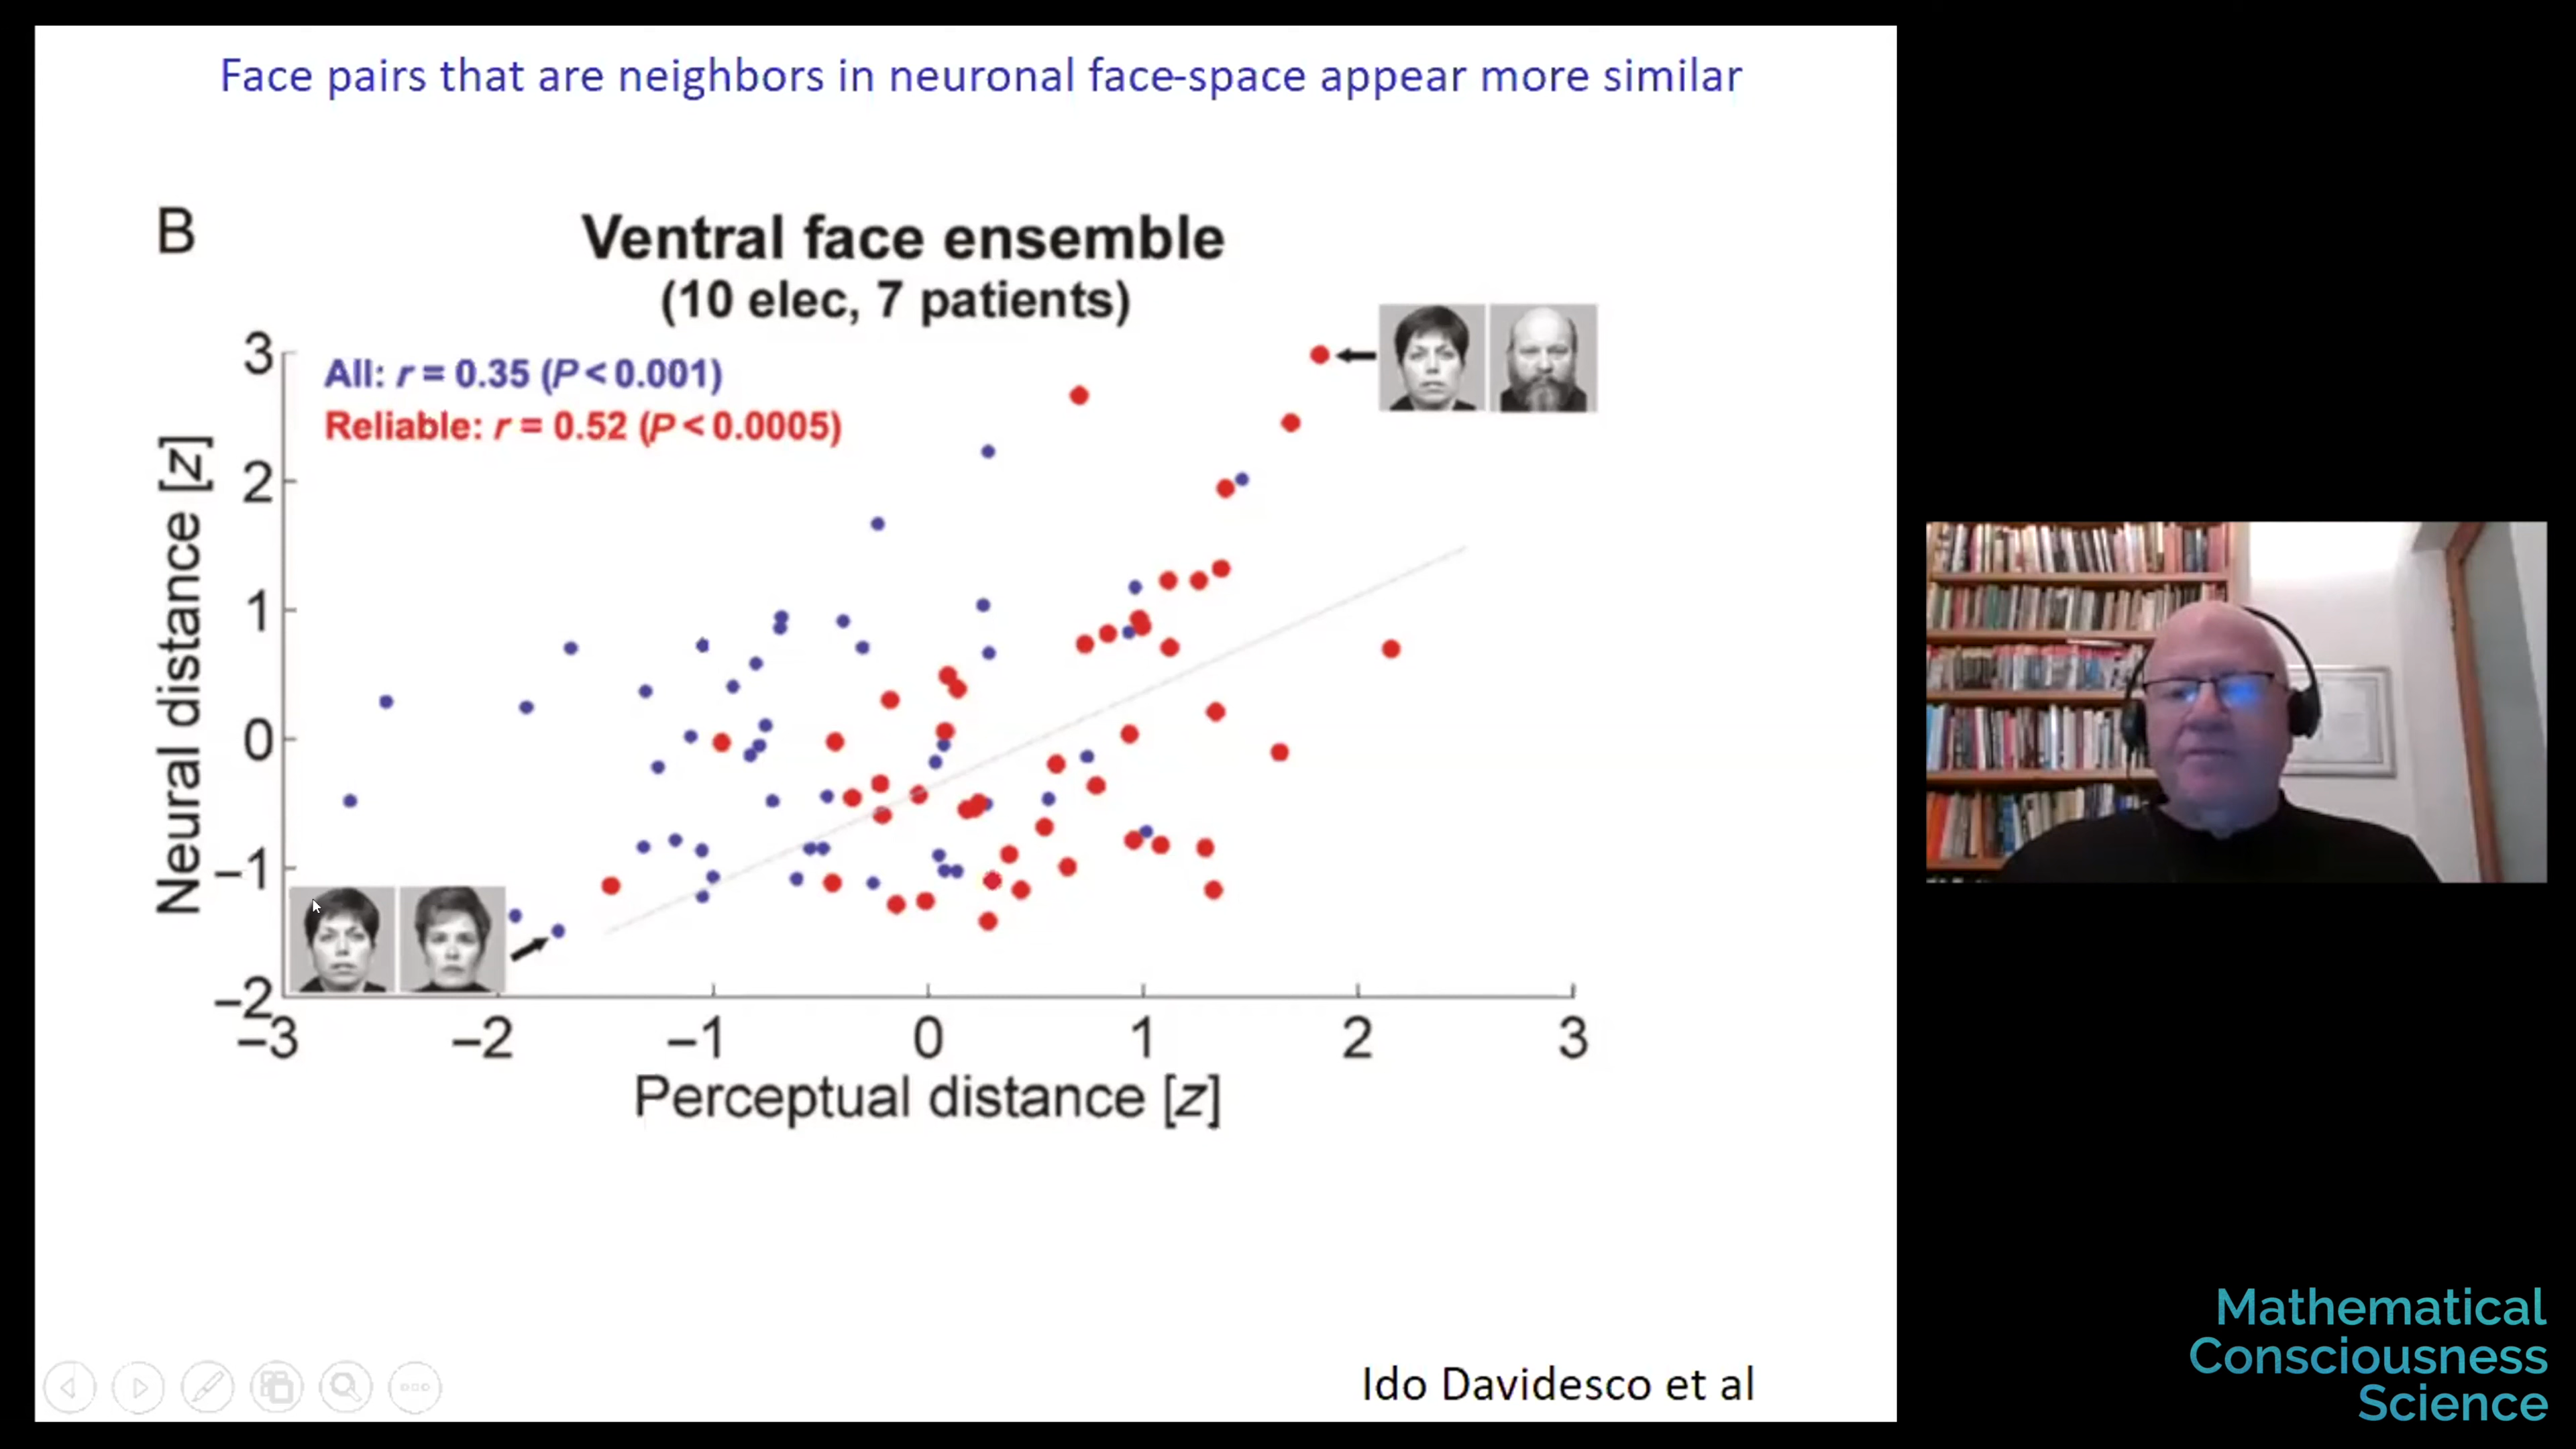 Face pairs that are neighbors in neuronal face-space appear more similar
B
Ventral face ensemble
(10 elec, 7 patients)
All: r = 0.35 (P < 0.001)
Reliable: r = 0.52 (P < 0.0005)
Neural distance [z]
3
2
1
0
−1
−2
−3
−2
−1
0
1
2
3
Perceptual distance [z]
Ido Davidesco et al
Mathematical
Consciousness
Science